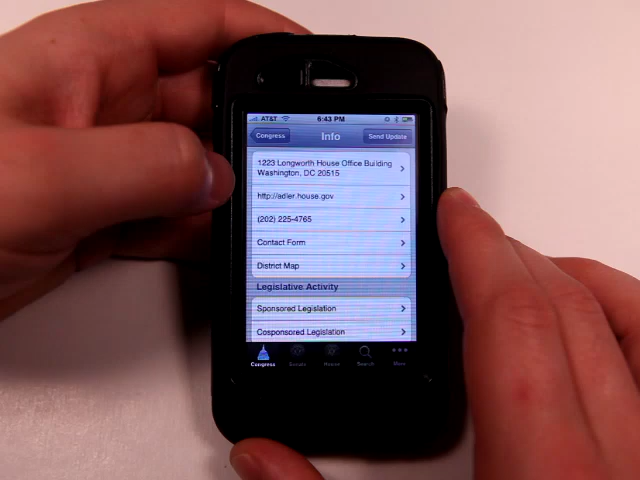 AT&T 6:43 PM
Congress Info Send Update
1223 Longworth House Office Building
Washington, DC 20515
http://adler.house.gov
(202) 225-4765
Contact Form
District Map
Legislative Activity
Sponsored Legislation
Cosponsored Legislation
Congress Senate House Search More